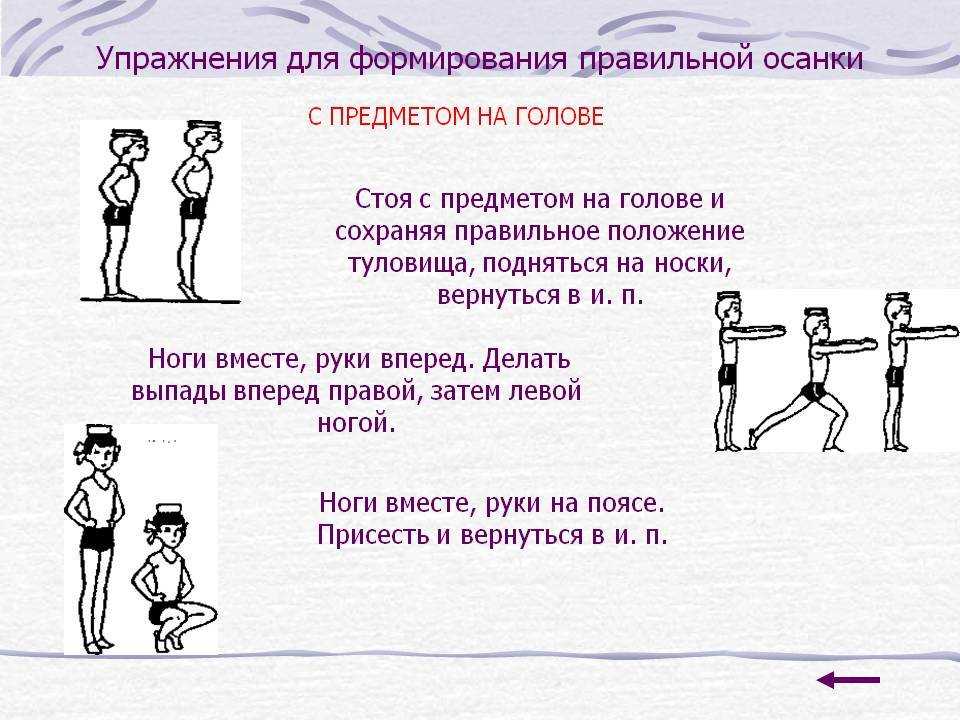 Упражнения для формирования правильной осанки
С ПРЕДМЕТОМ НА ГОЛОВЕ
Стоя с предметом на голове и
сохраняя правильное положение
туловища, подняться на носки,
вернуться в и. п.
Ноги вместе, руки вперед. Делать
выпады вперед правой, затем левой
ногой.
Ноги вместе, руки на поясе.
Присесть и вернуться в и. п.